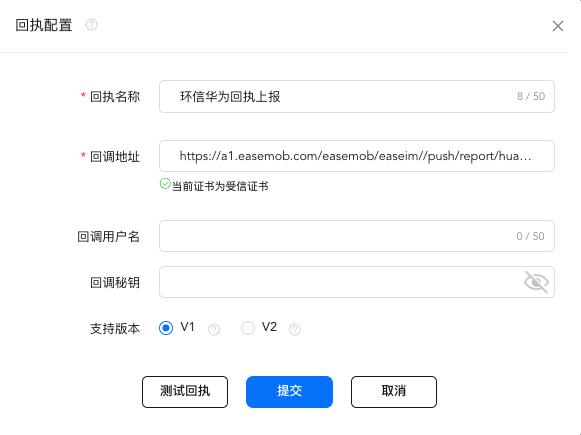 回执配置
* 回执名称 环信华为回执上报 8 / 50
* 回调地址 https://a1.easemob.com/easemob/easeim//push/report/hua...
当前证书为受信证书
回调用户名 0 / 50
回调秘钥
支持版本 V1 V2
测试回执 提交 取消